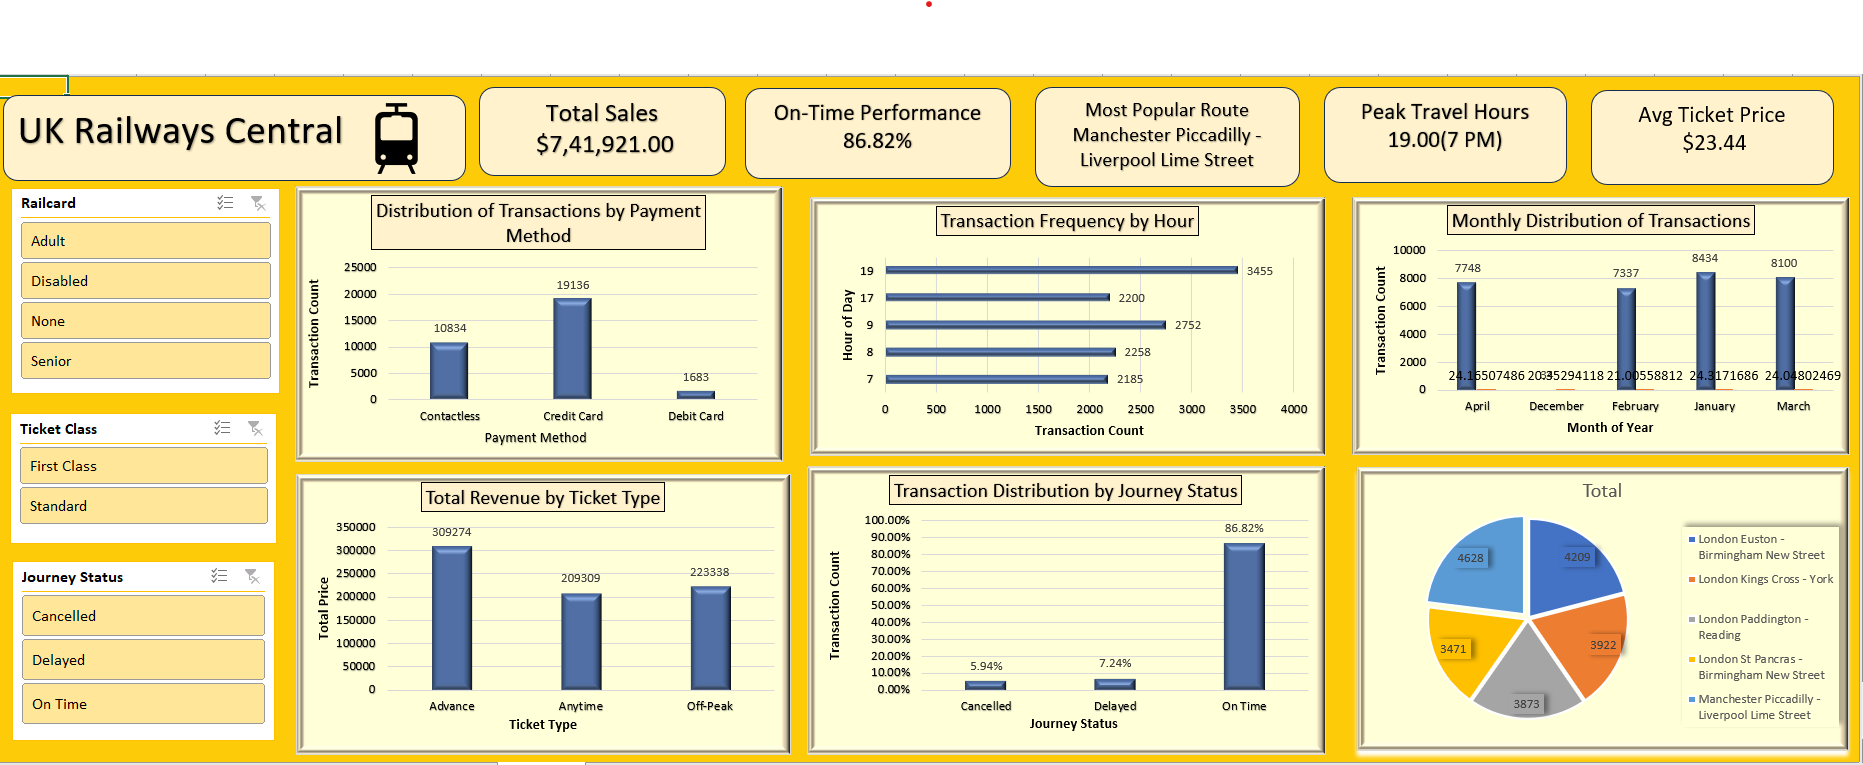 UK Railways Central
Total Sales
$7,41,921.00
On-Time Performance
86.82%
Most Popular Route
Manchester Piccadilly -
Liverpool Lime Street
Peak Travel Hours
19.00(7 PM)
Avg Ticket Price
$23.44
Railcard
Adult
Disabled
None
Senior
Ticket Class
First Class
Standard
Journey Status
Cancelled
Delayed
On Time
Distribution of Transactions by Payment
Method
Transaction Count
25000
20000
15000
10000
5000
0
10834
19136
1683
Contactless
Credit Card
Debit Card
Payment Method
Transaction Frequency by Hour
Hour of Day
19
17
9
8
7
3455
2200
2752
2258
2185
0
500
1000
1500
2000
2500
3000
3500
4000
Transaction Count
Monthly Distribution of Transactions
Transaction Count
10000
8000
6000
4000
2000
0
7748
7337
8434
8100
24.16507486
21.00558812
24.3171686
24.04802469
April
December
February
January
March
Month of Year
Total Revenue by Ticket Type
Total Price
350000
300000
250000
200000
150000
100000
50000
0
309274
209309
223338
Advance
Anytime
Off-Peak
Ticket Type
Transaction Distribution by Journey Status
Transaction Count
100.00%
90.00%
80.00%
70.00%
60.00%
50.00%
40.00%
30.00%
20.00%
10.00%
0.00%
5.94%
7.24%
86.82%
Cancelled
Delayed
On Time
Journey Status
Total
4628
4209
3922
3873
3471
London Euston -
Birmingham New Street
London Kings Cross - York
London Paddington -
Reading
London St Pancras -
Birmingham New Street
Manchester Piccadilly -
Liverpool Lime Street